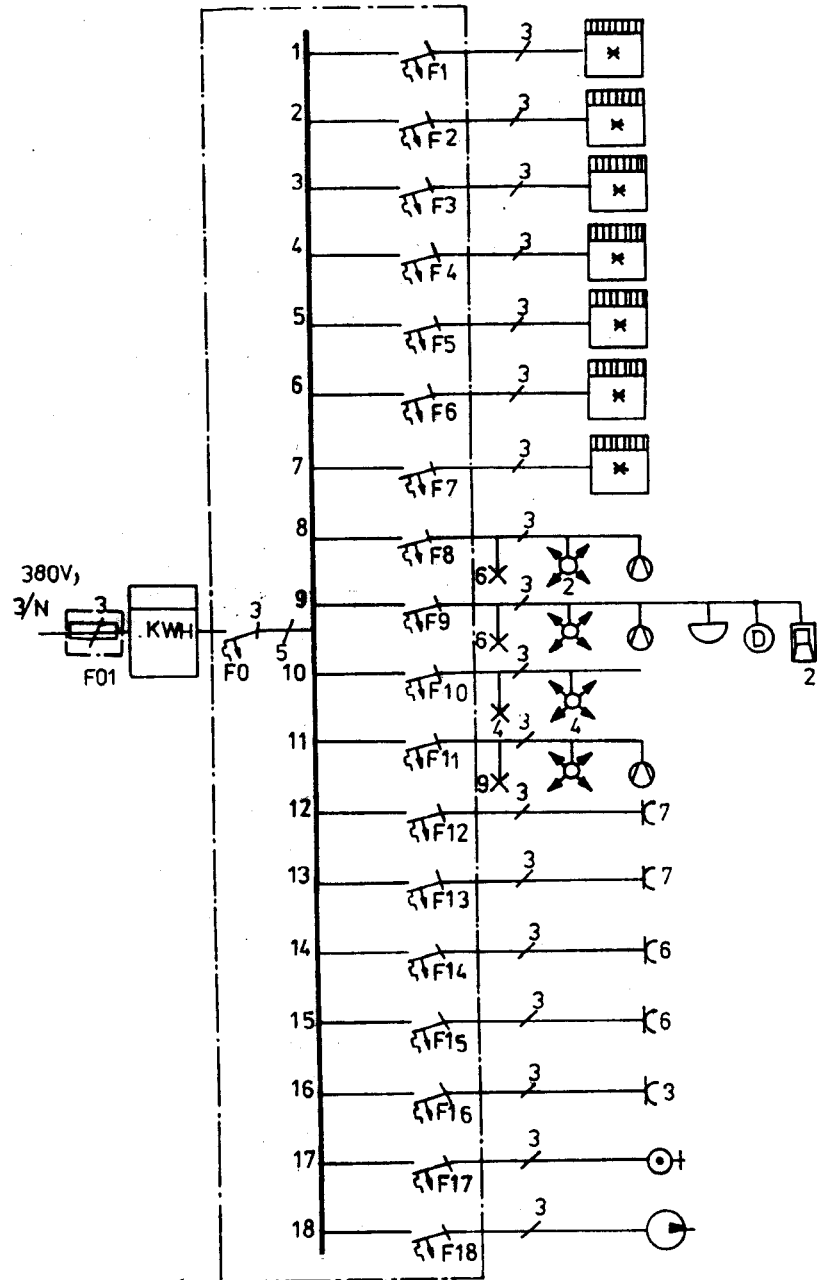 1 F1 3
2 F2 3
3 F3 3
4 F4 3
5 F5 3
6 F6 3
7 F7 3
8 F8 6 3 2
380V,
3/N 3 F01
KWH
F0 3 5
9 F9 6 3 D 2
10 F10 4 3 4
11 F11 9 3
12 F12 3 7
13 F13 3 7
14 F14 3 6
15 F15 3 6
16 F16 3 3
17 F17 3
18 F18 3